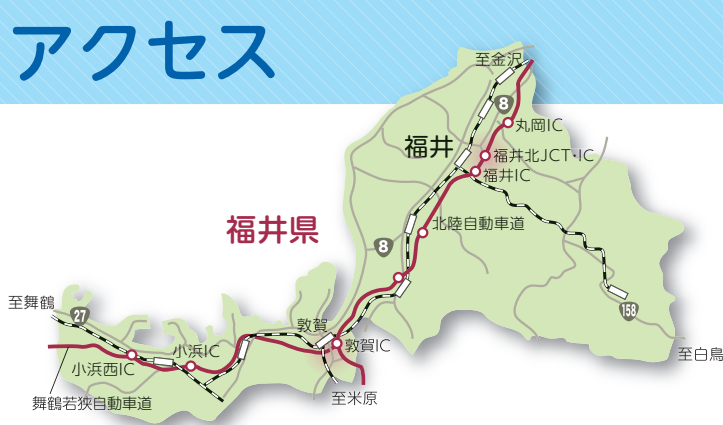 アクセス
至金沢
8
丸岡IC
福井
福井北JCT・IC
福井IC
北陸自動車道
福井県
8
至舞鶴
27
敦賀
158
小浜IC
敦賀IC
至白鳥
小浜西IC
舞鶴若狭自動車道
至米原